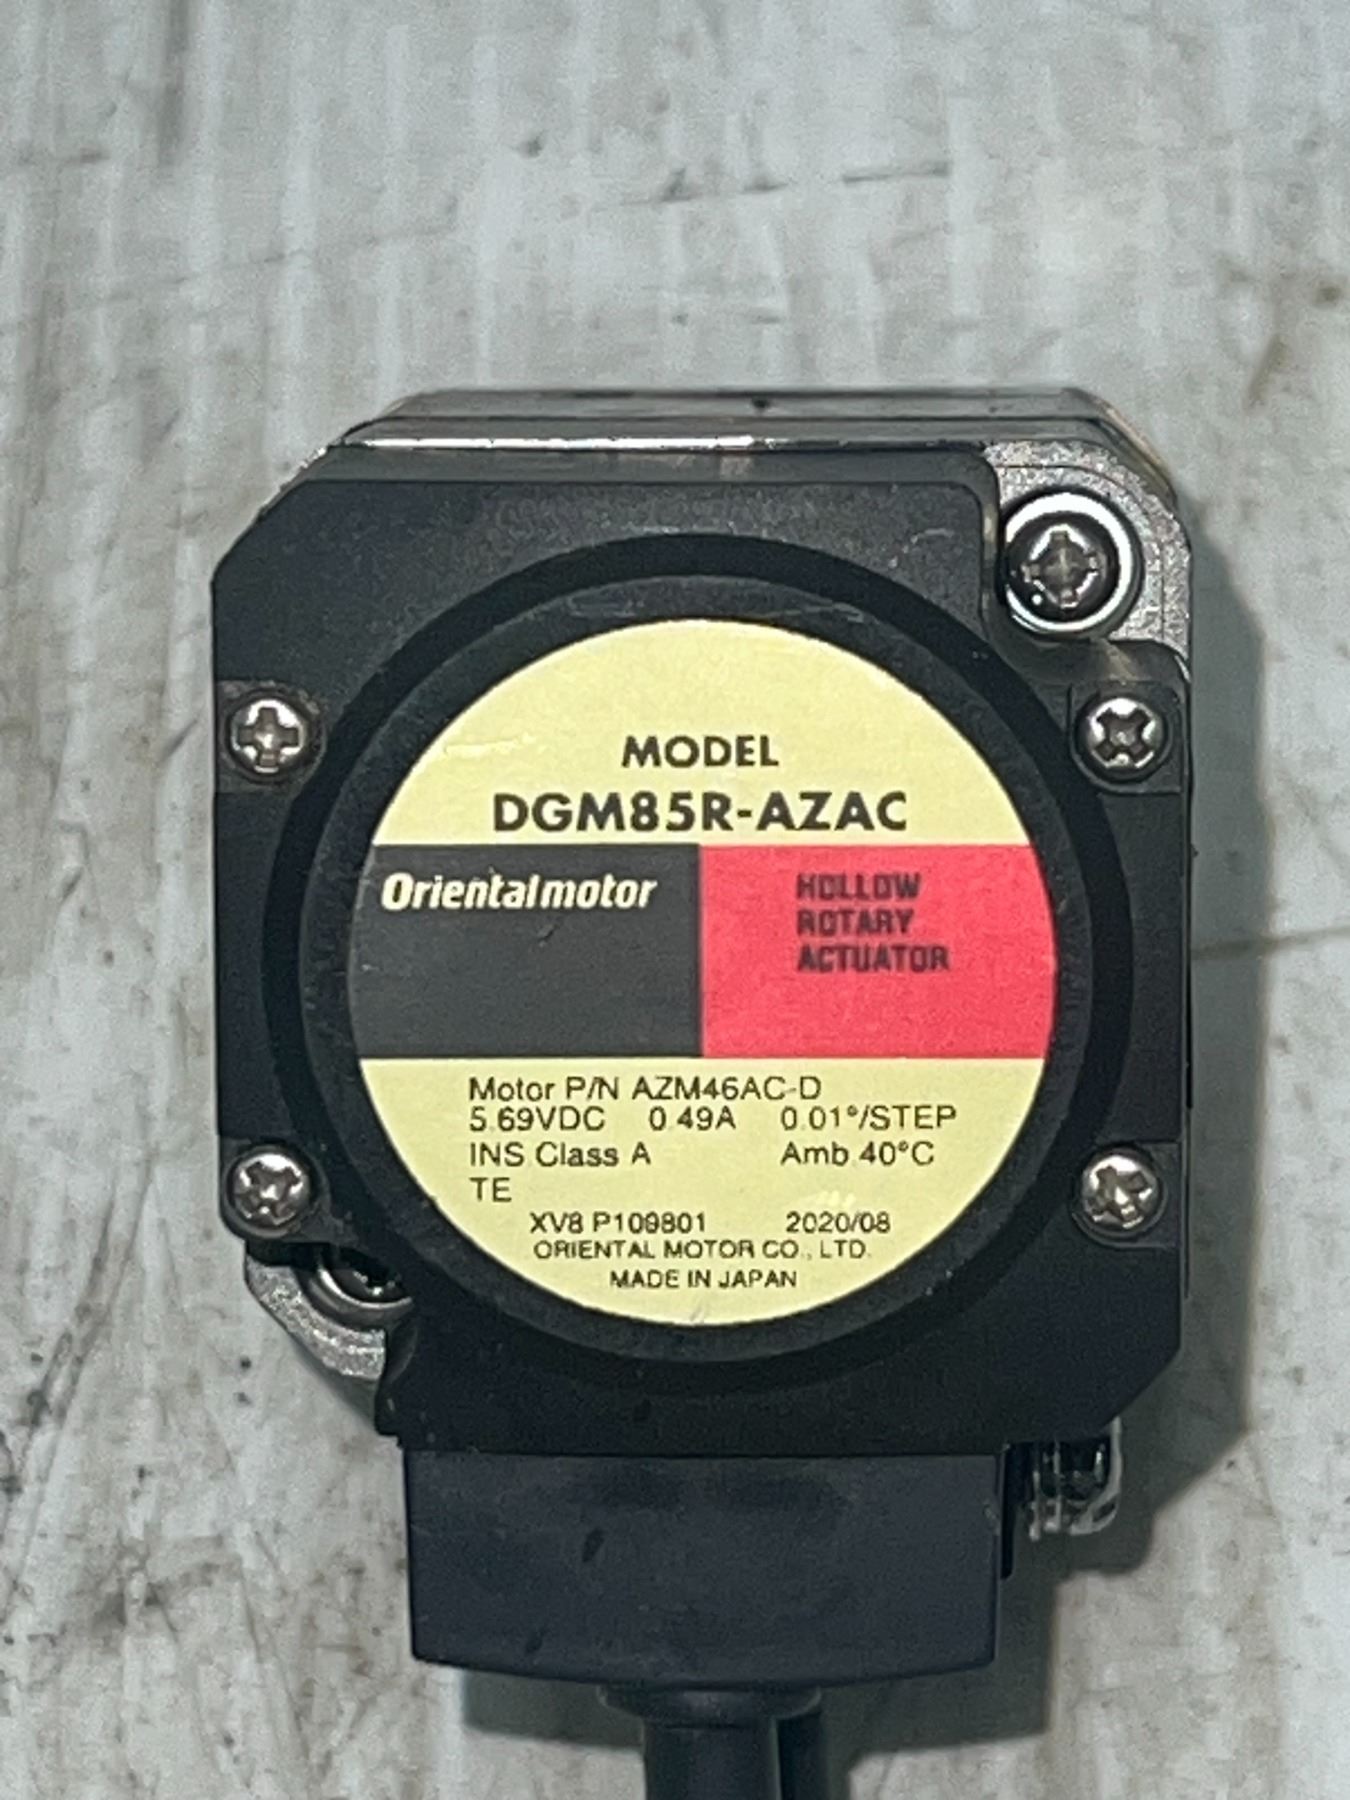 MODEL
DGM85R-AZAC
Orientalmotor
HOLLOW
ROTARY
ACTUATOR
Motor P/N AZM46AC-D
5.69VDC 0.49A 0.01°/STEP
INS Class A Amb 40°C
TE
XV8 P109801 2020/08
ORIENTAL MOTOR CO., LTD.
MADE IN JAPAN